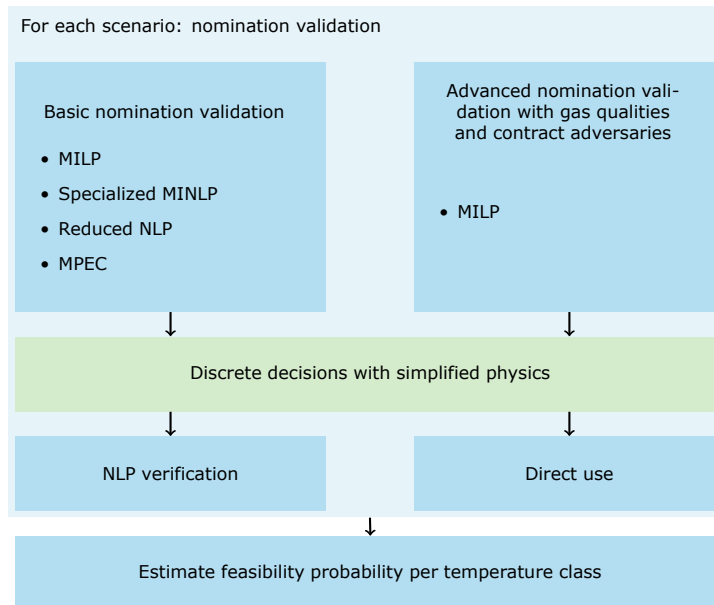 For each scenario: nomination validation
Basic nomination validation
• MILP
• Specialized MINLP
• Reduced NLP
• MPEC
Advanced nomination vali-
dation with gas qualities
and contract adversaries
• MILP
Discrete decisions with simplified physics
NLP verification
Direct use
Estimate feasibility probability per temperature class